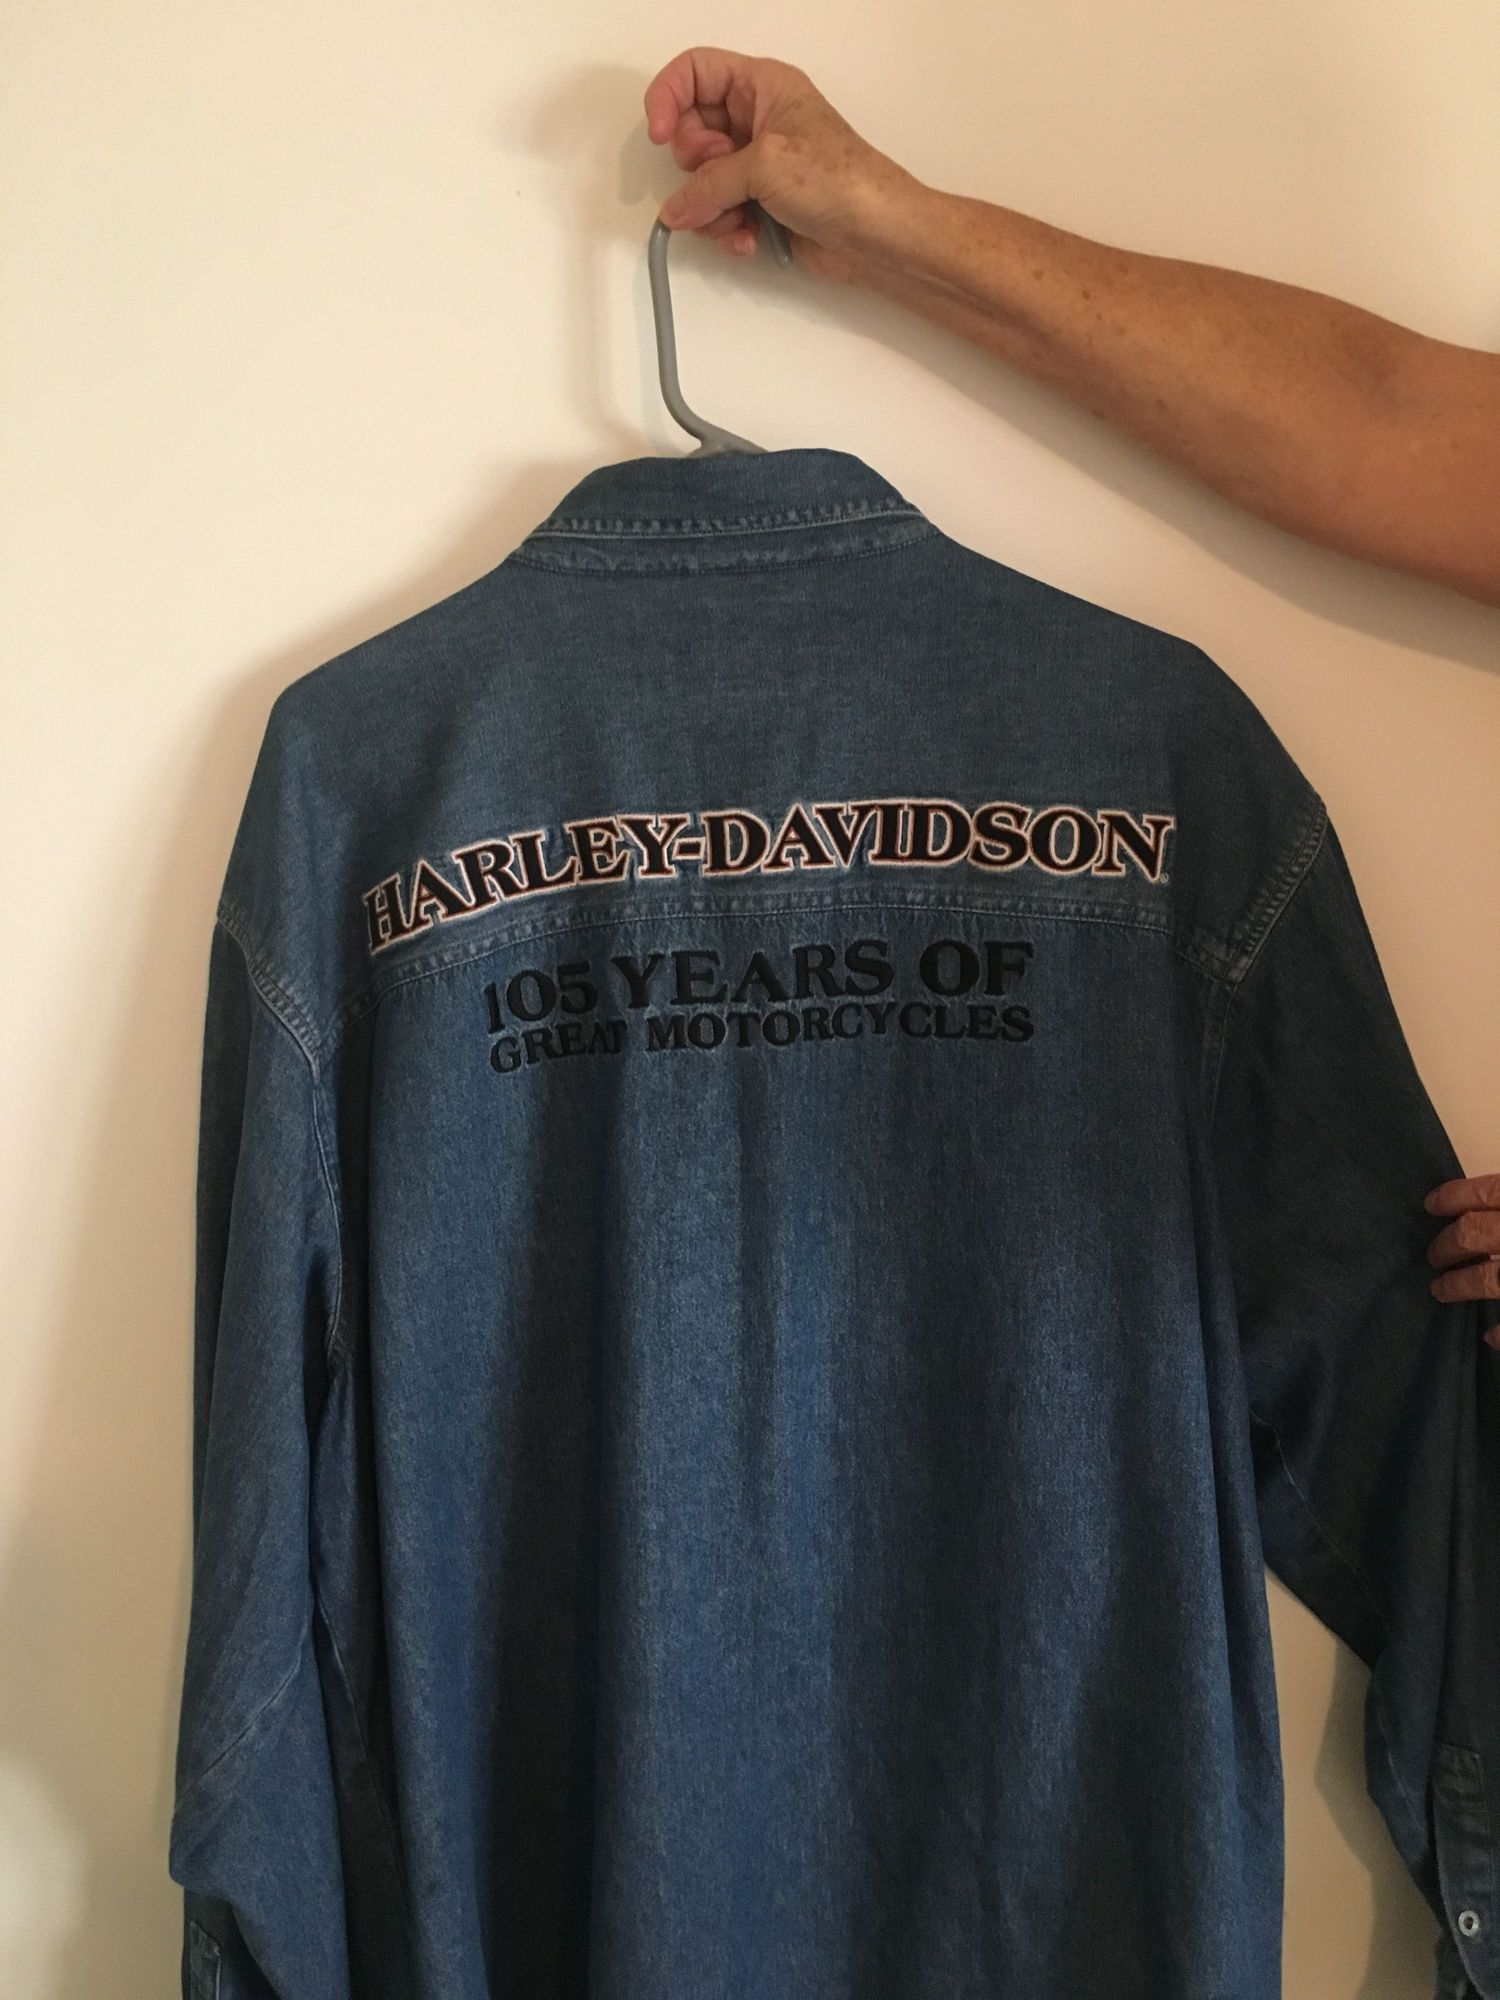 HARLEY-DAVIDSON
105 YEARS OF
GREAT MOTORCYCLES